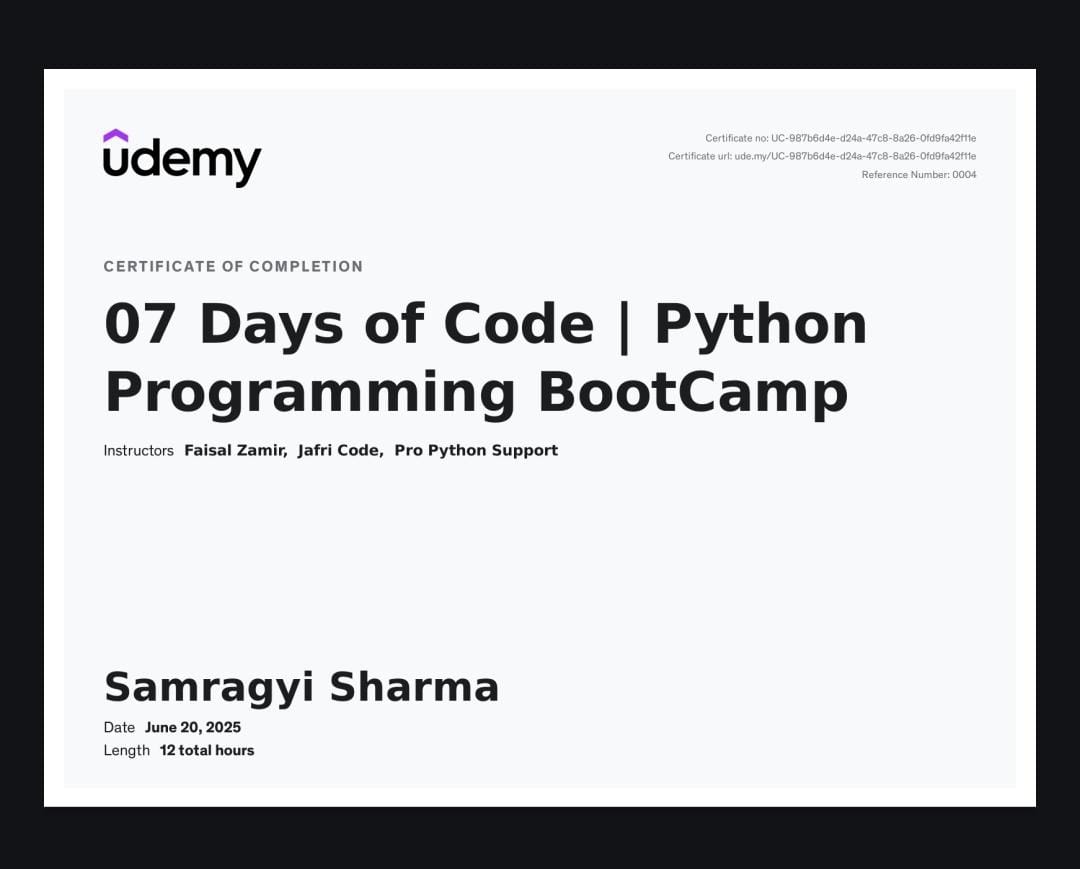 udemy
Certificate no: UC-987b6d4e-d24a-47c8-8a26-0fd9fa42f11e
Certificate url: ude.my/UC-987b6d4e-d24a-47c8-8a26-0fd9fa42f11e
Reference Number: 0004
CERTIFICATE OF COMPLETION
07 Days of Code | Python
Programming BootCamp
Instructors Faisal Zamir, Jafri Code, Pro Python Support
Samragyi Sharma
Date June 20, 2025
Length 12 total hours